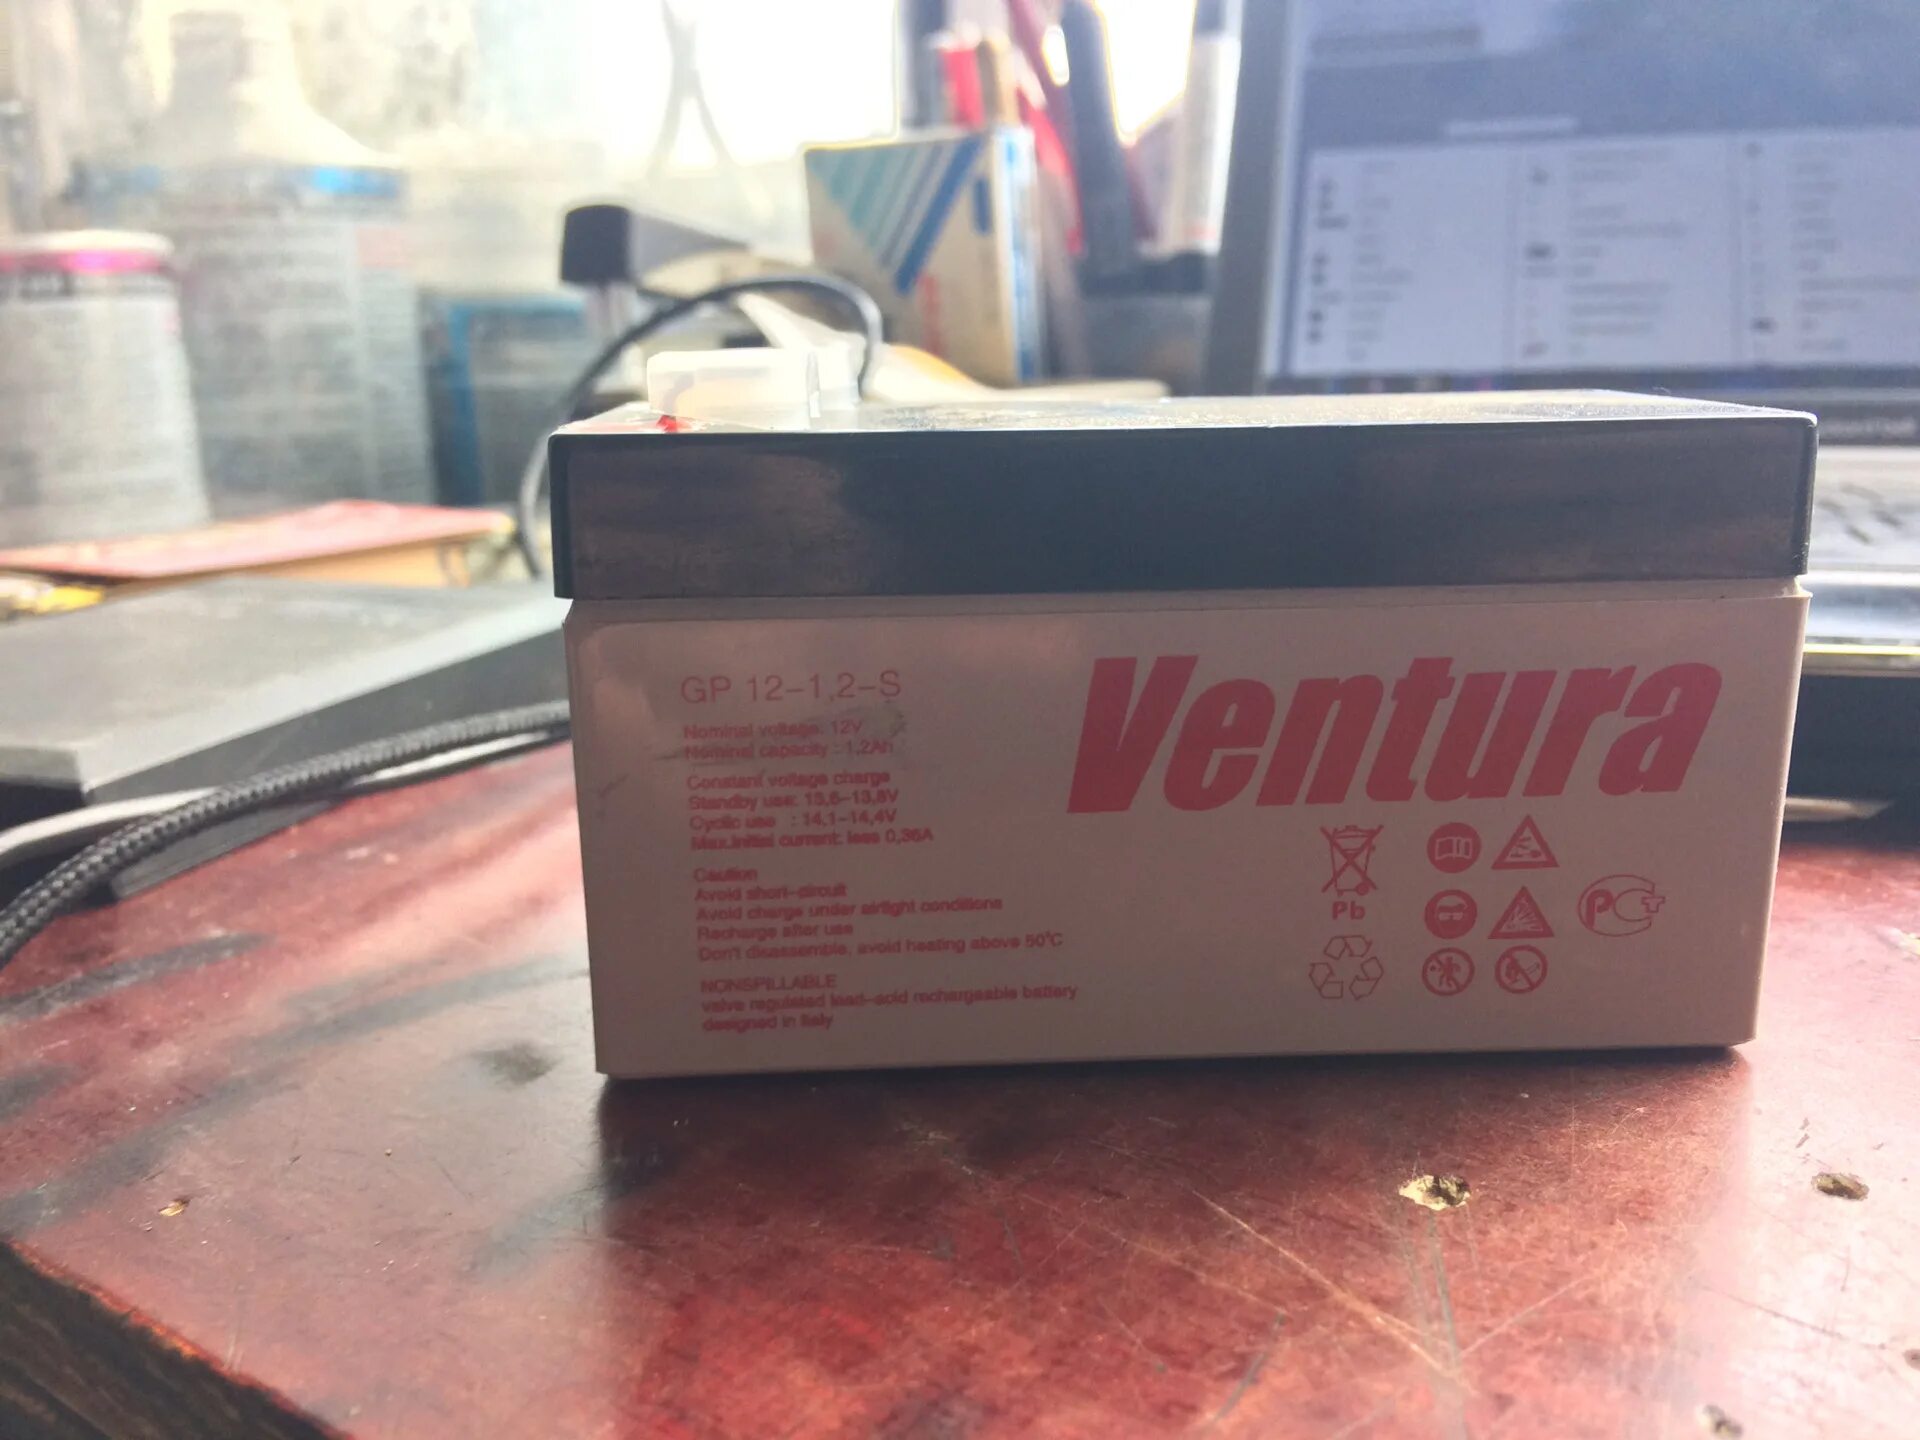 GP 12-1,2-S
Nominal voltage: 12V
Nominal capacity : 1,2Ah
Constant voltage charge
Standby use: 13,6-13,8V
Cyclic use : 14,1-14,4V
Max.initial current: less 0,36A
Caution
Avoid short-circuit
Avoid charge under airtight conditions
Recharge after use
Don't disassemble, avoid heating above 50°C
NONSPILLABLE
valve regulated lead-acid rechargeable battery
designed in Italy
Ventura
Pb
РСТ